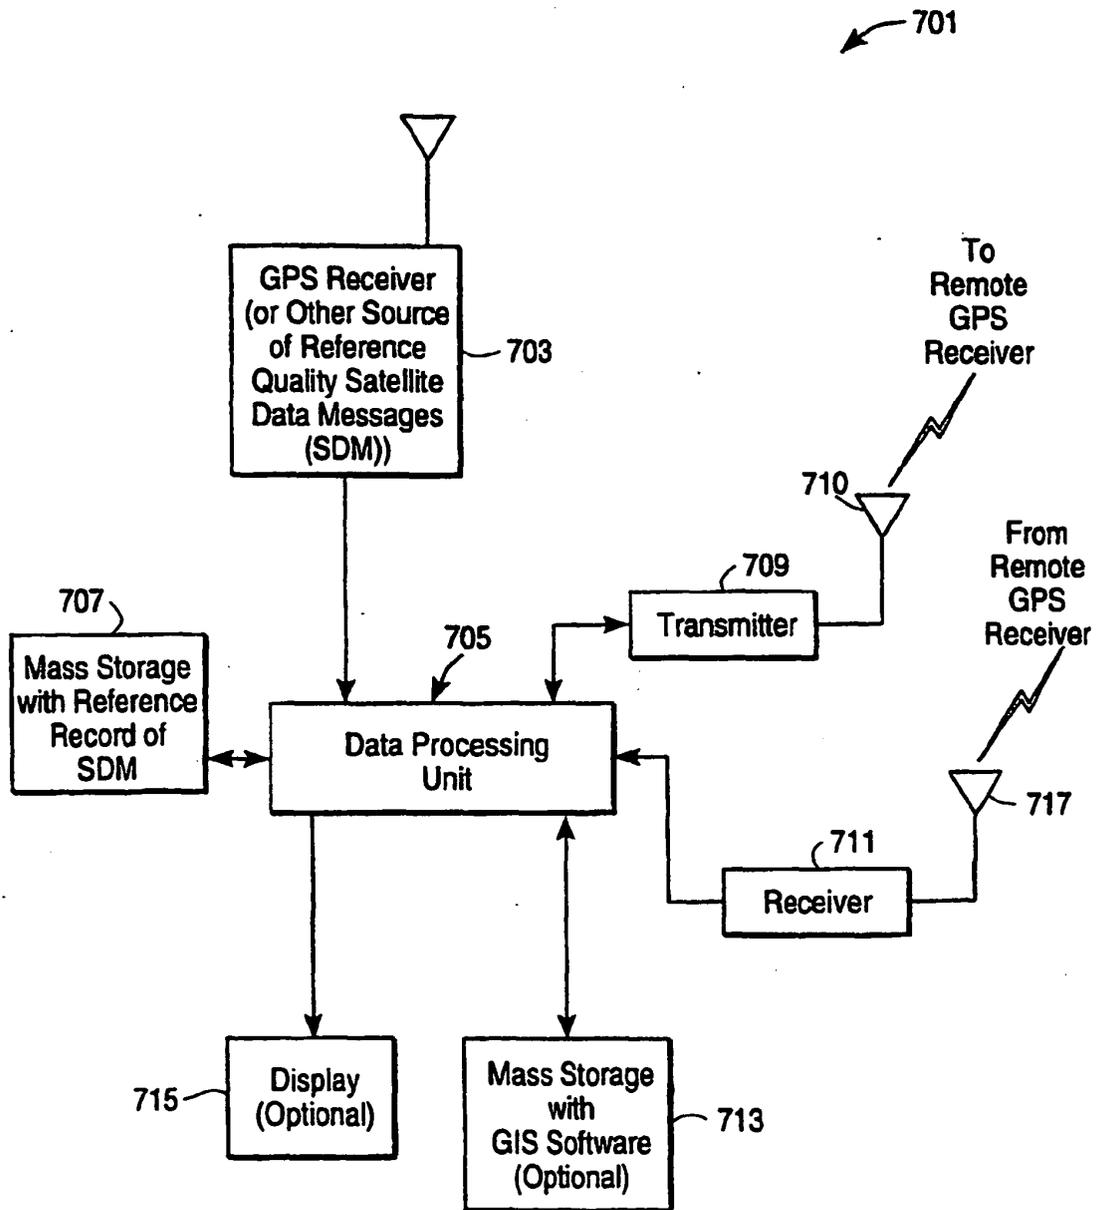 701
GPS Receiver
(or Other Source
of Reference
Quality Satellite
Data Messages
(SDM))
703
To
Remote
GPS
Receiver
710
From
Remote
GPS
Receiver
709
Transmitter
707
Mass Storage
with Reference
Record of
SDM
705
Data Processing
Unit
717
711
Receiver
715
Display
(Optional)
Mass Storage
with
GIS Software
(Optional)
713